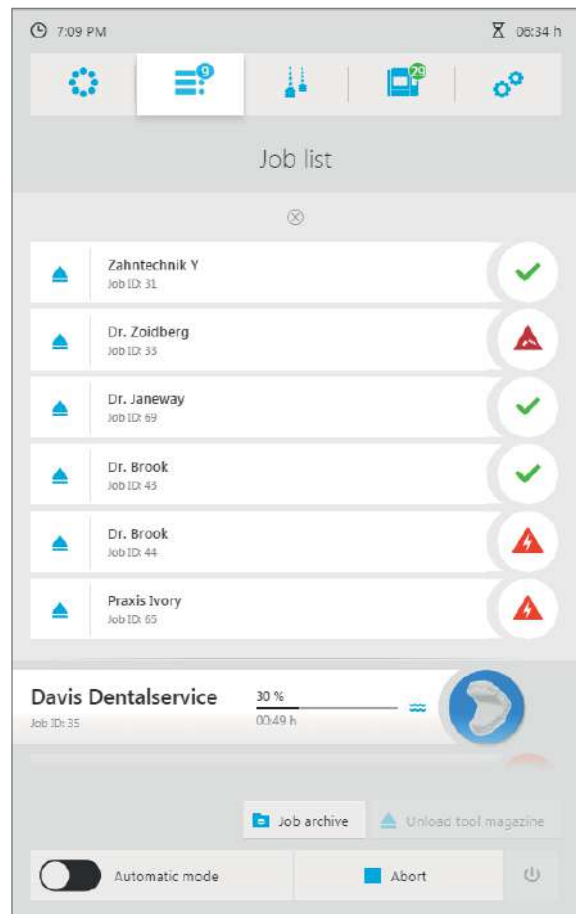 7:09 PM
06:34 h
9
29
Job list
Zahntechnik Y
Job ID: 31
Dr. Zoidberg
Job ID: 33
Dr. Janeway
Job ID: 69
Dr. Brook
Job ID: 43
Dr. Brook
Job ID: 44
Praxis Ivory
Job ID: 65
Davis Dentalservice
30 %
Job ID: 35
00:49 h
Job archive
Unload tool magazine
Automatic mode
Abort